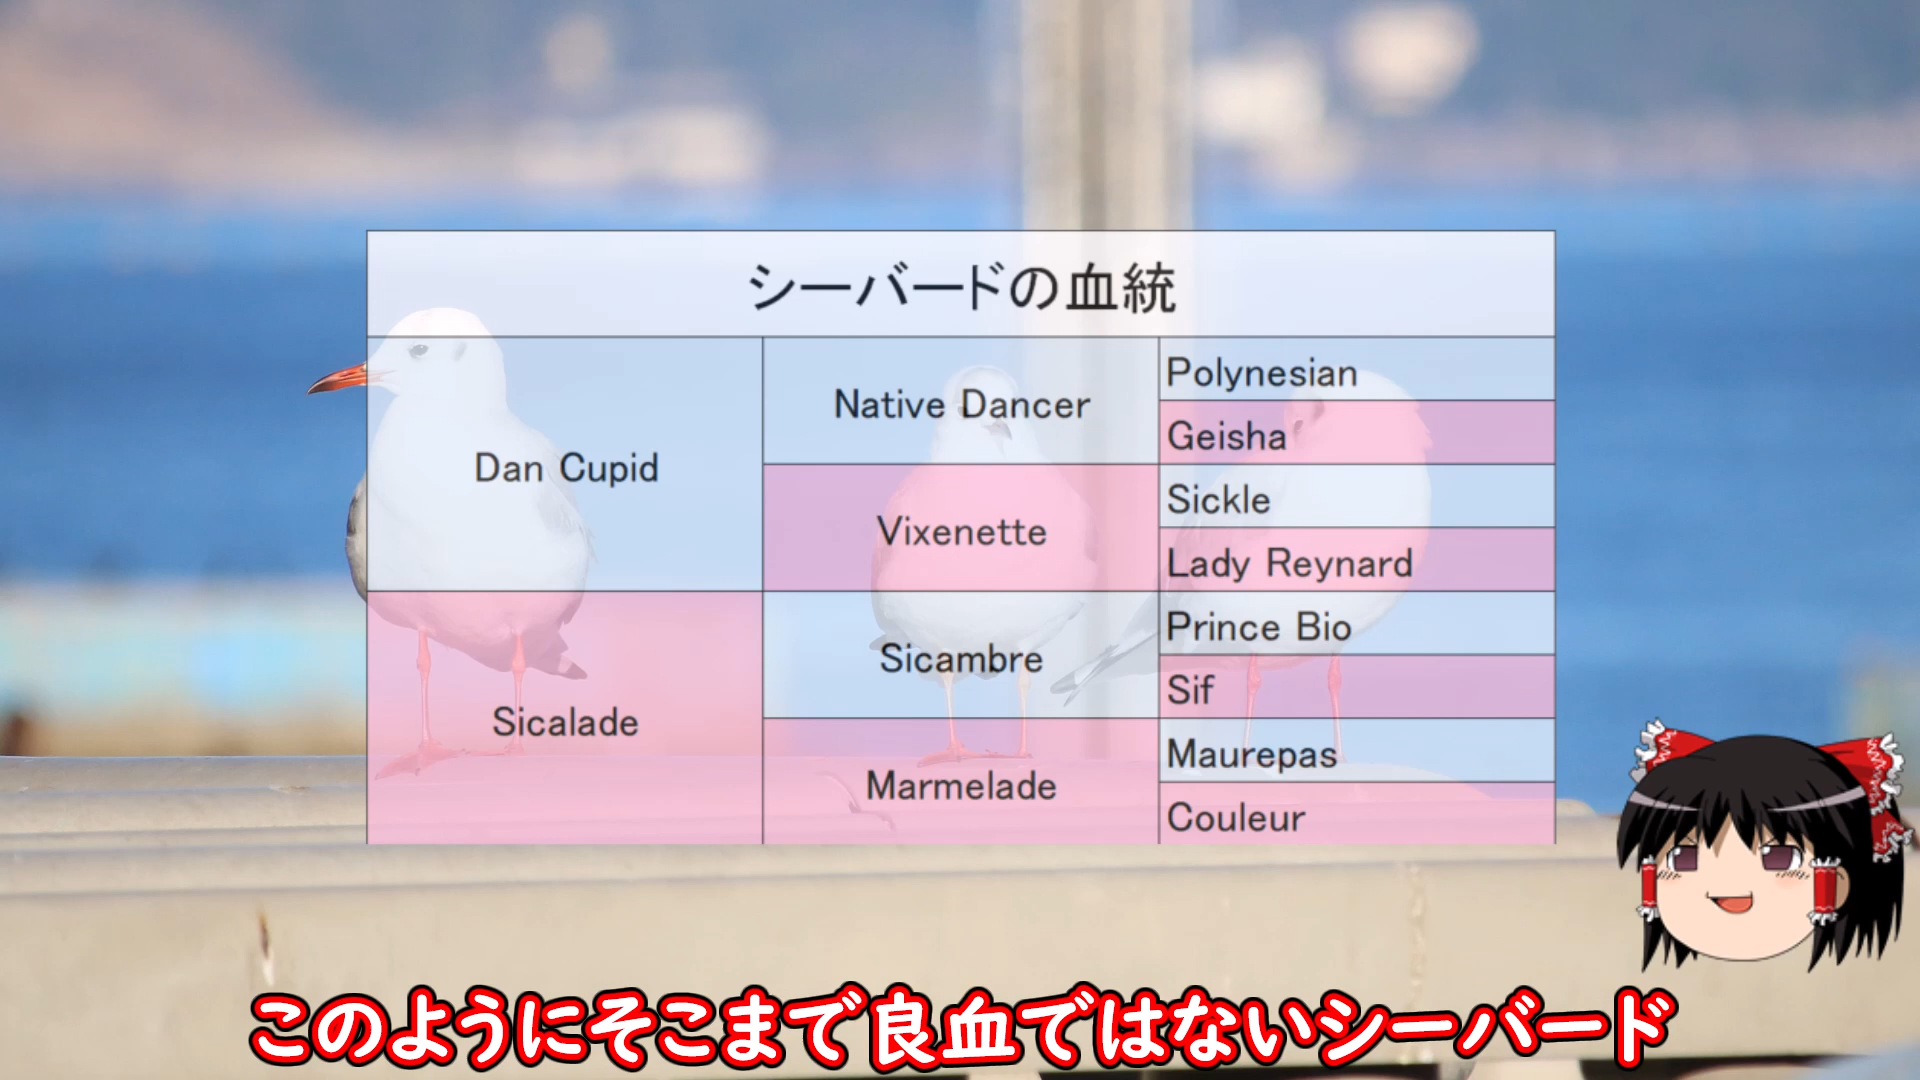 シーバードの血統
Dan Cupid
Native Dancer
Polynesian
Geisha
Vixenette
Sickle
Lady Reynard
Sicalade
Sicambre
Prince Bio
Sif
Marmelade
Maurepas
Couleur
このようにそこまで良血ではないシーバード